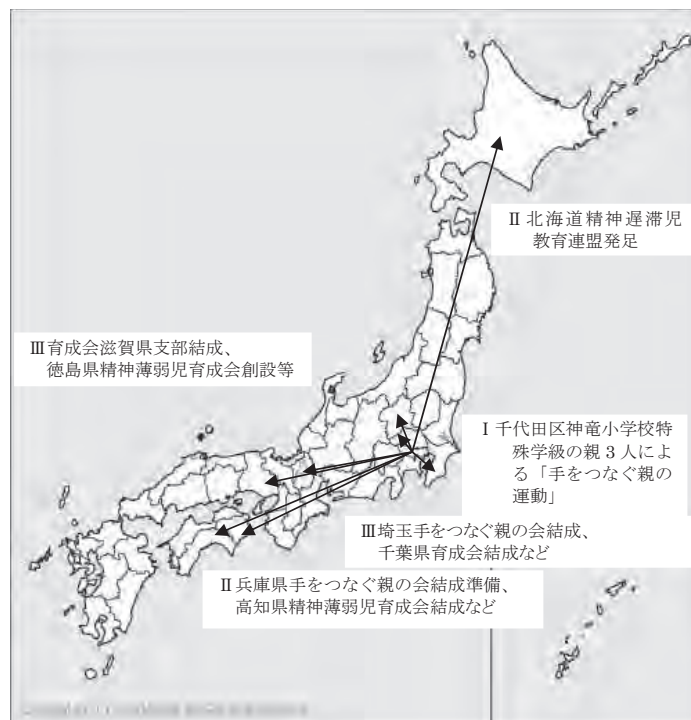 Ⅱ 北海道精神遅滞児
教育連盟発足
Ⅲ育成会滋賀県支部結成、
徳島県精神薄弱児育成会創設等
Ⅰ 千代田区神竜小学校特
殊学級の親 3 人によ
る「手をつなぐ親の
運動」
Ⅲ埼玉手をつなぐ親の会結成、
千葉県育成会結成など
Ⅱ 兵庫県手をつなぐ親の会結成準備、
高知県精神薄弱児育成会結成など